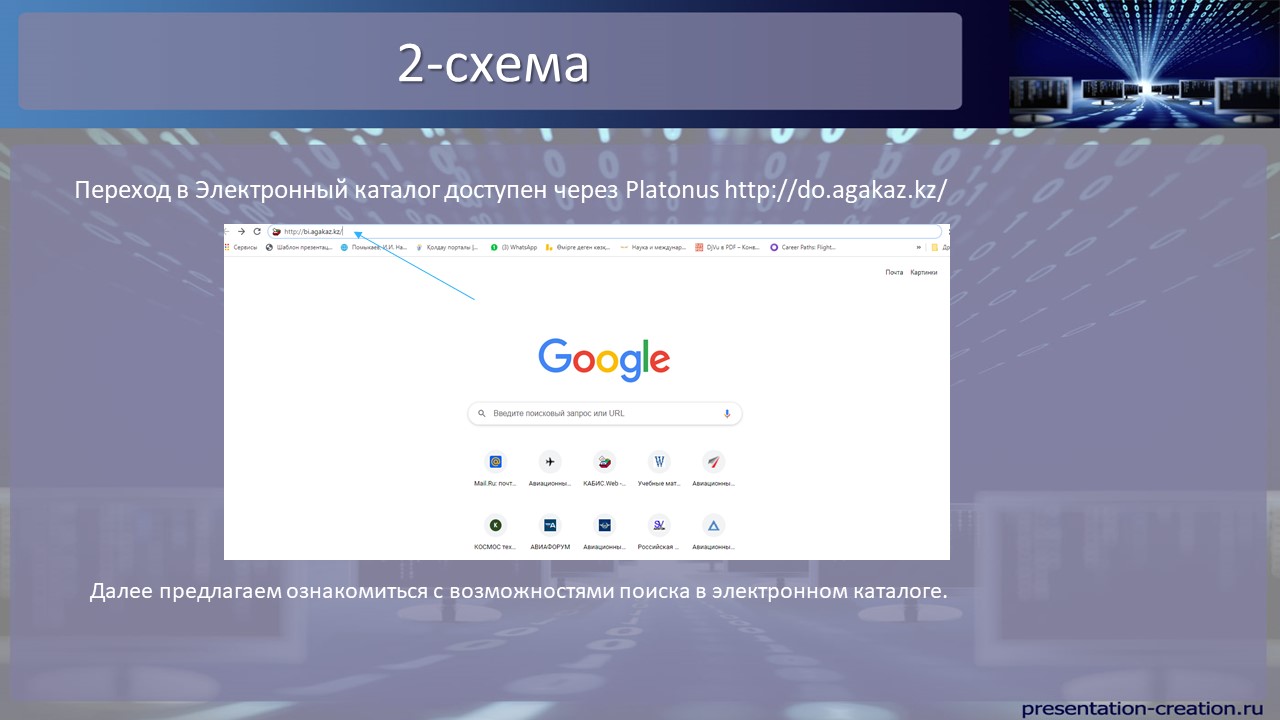 2-схема
Переход в Электронный каталог доступен через Platonus http://do.agakaz.kz/
http://bi.agakaz.kz/
Сервисы Шаблон презентац... Помыкаев И.И. На... Колдау порталы |... (3) WhatsApp Өмірге деген көзқ... Наука и междунар... DjVu в PDF – Конв... Career Paths: Flight... » Др
Почта Картинки
Google
Введите поисковый запрос или URL
Mail.Ru: почт... Авиационны... КАБИС.Web -... Учебные мат... Авиационны...
КОСМОС тех... АВИАФОРУМ Авиационны... Российская ... Авиационны...
Далее предлагаем ознакомиться с возможностями поиска в электронном каталоге.
presentation-creation.ru